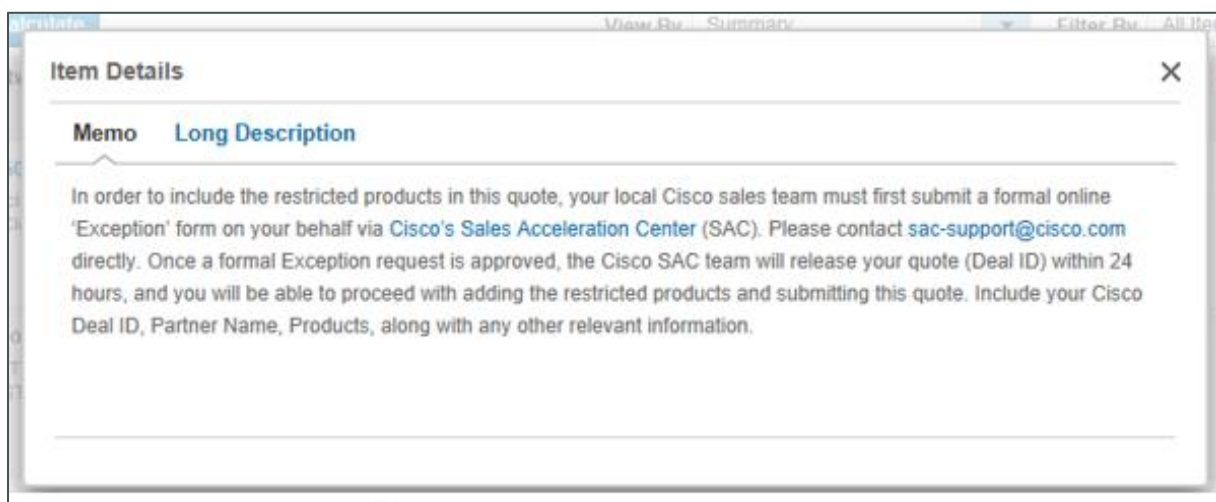 View By Summary Filter By All Ite
Item Details
Memo Long Description
In order to include the restricted products in this quote, your local Cisco sales team must first submit a formal online
‘Exception’ form on your behalf via Cisco's Sales Acceleration Center (SAC). Please contact sac-support@cisco.com
directly. Once a formal Exception request is approved, the Cisco SAC team will release your quote (Deal ID) within 24
hours, and you will be able to proceed with adding the restricted products and submitting this quote. Include your Cisco
Deal ID, Partner Name, Products, along with any other relevant information.